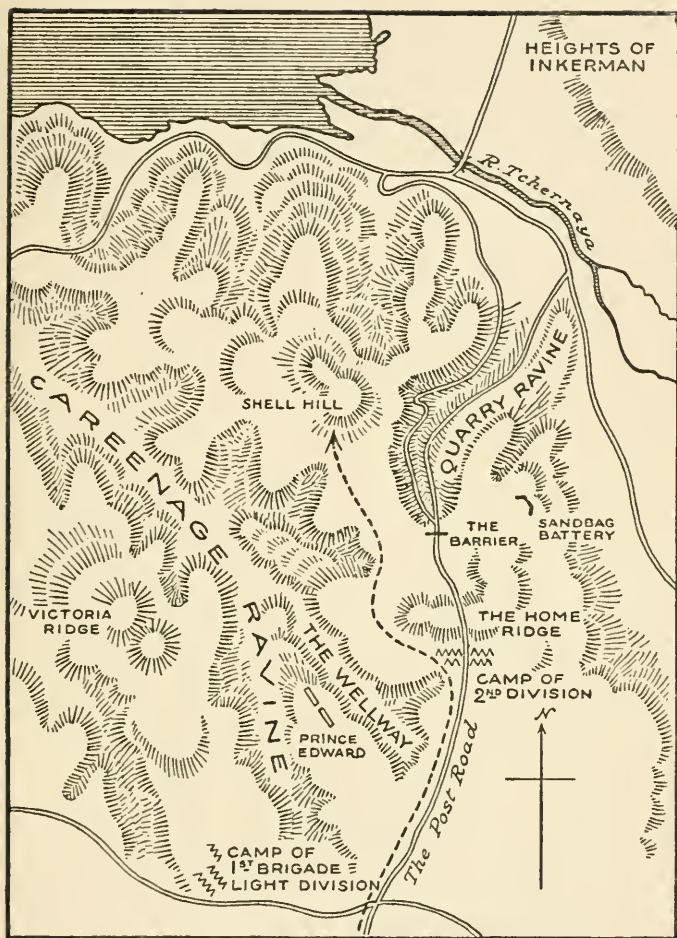 HEIGHTS OF
INKERMAN
R. Tchernaya
SHELL HILL
CAREENAGE
RAVINE
QUARRY RAVINE
THE
BARRIER
SANDBAG
BATTERY
VICTORIA
RIDGE
THE WELLWAY
THE HOME
RIDGE
CAMP OF
2ND DIVISION
PRINCE
EDWARD
N
The Post Road
CAMP OF
1ST BRIGADE
LIGHT DIVISION